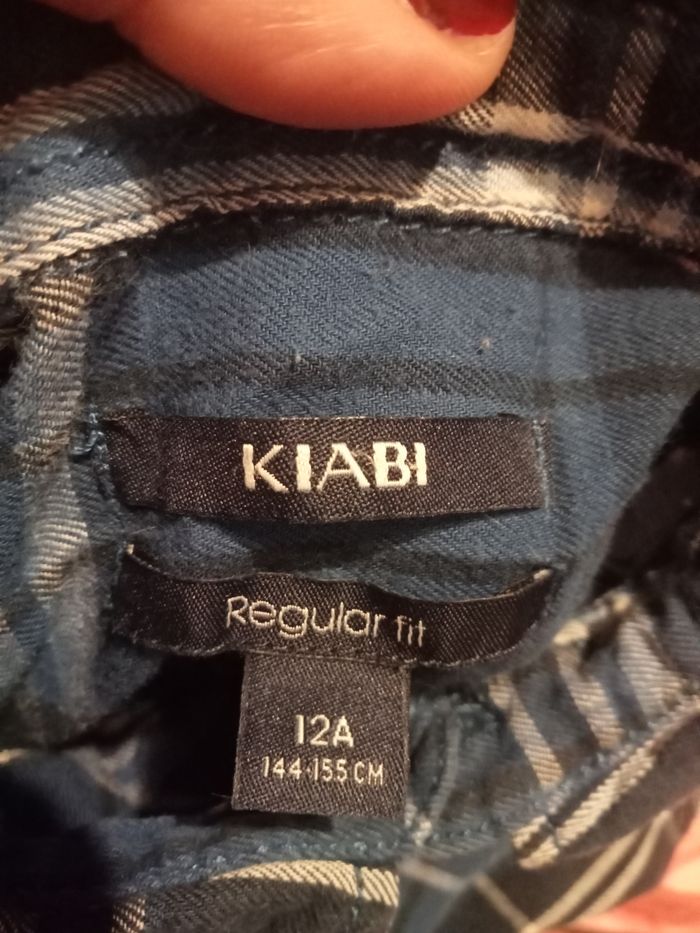 KIABI
Regular fit
12A
144-155 CM